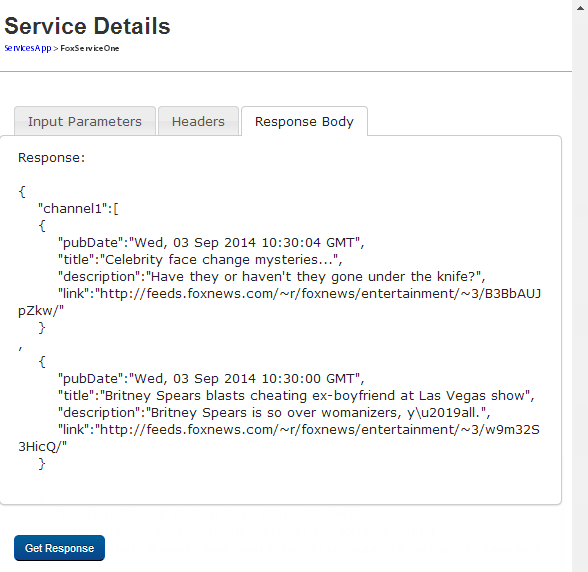 Service Details
ServicesApp > FoxServiceOne
Input Parameters
Headers
Response Body
Response:
{
"channel1":[
{
"pubDate":"Wed, 03 Sep 2014 10:30:04 GMT",
"title":"Celebrity face change mysteries...",
"description":"Have they or haven't they gone under the knife?",
"link":"http://feeds.foxnews.com/~r/foxnews/entertainment/~3/B3BbAUJ
pZkw/"
}
,
{
"pubDate":"Wed, 03 Sep 2014 10:30:00 GMT",
"title":"Britney Spears blasts cheating ex-boyfriend at Las Vegas show",
"description":"Britney Spears is so over womanizers, y\u2019all.",
"link":"http://feeds.foxnews.com/~r/foxnews/entertainment/~3/w9m32S
3HicQ/"
}
Get Response